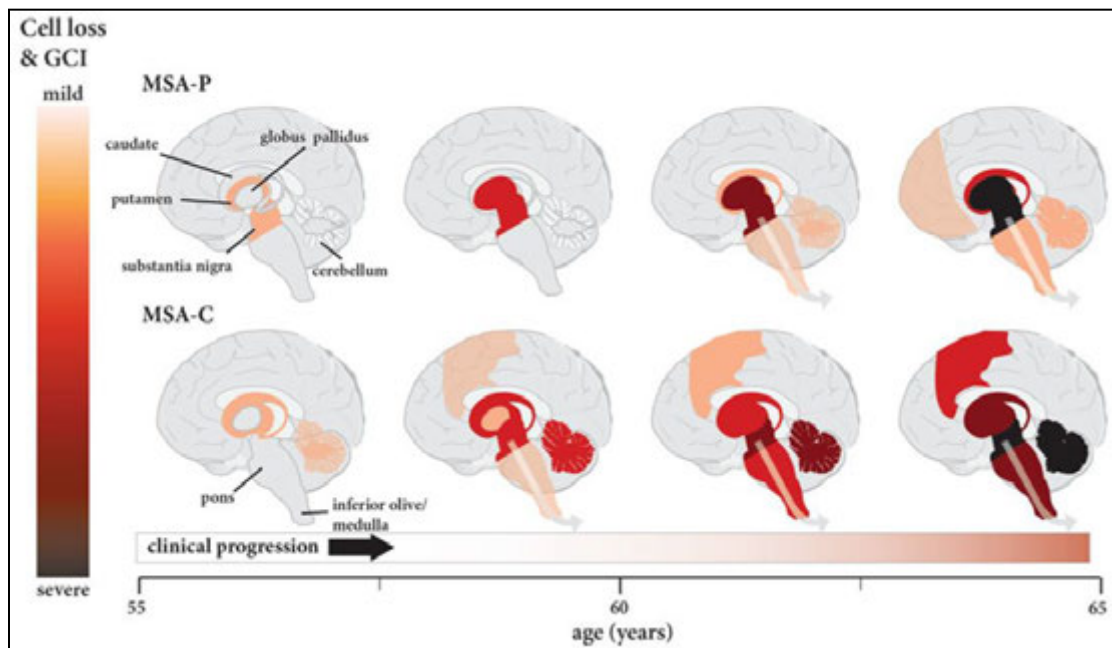 Cell loss
& GCI
mild
MSA-P
globus pallidus
caudate
putamen
substantia nigra
cerebellum
MSA-C
pons
inferior olive/
medulla
clinical progression
severe
55
60
65
age (years)